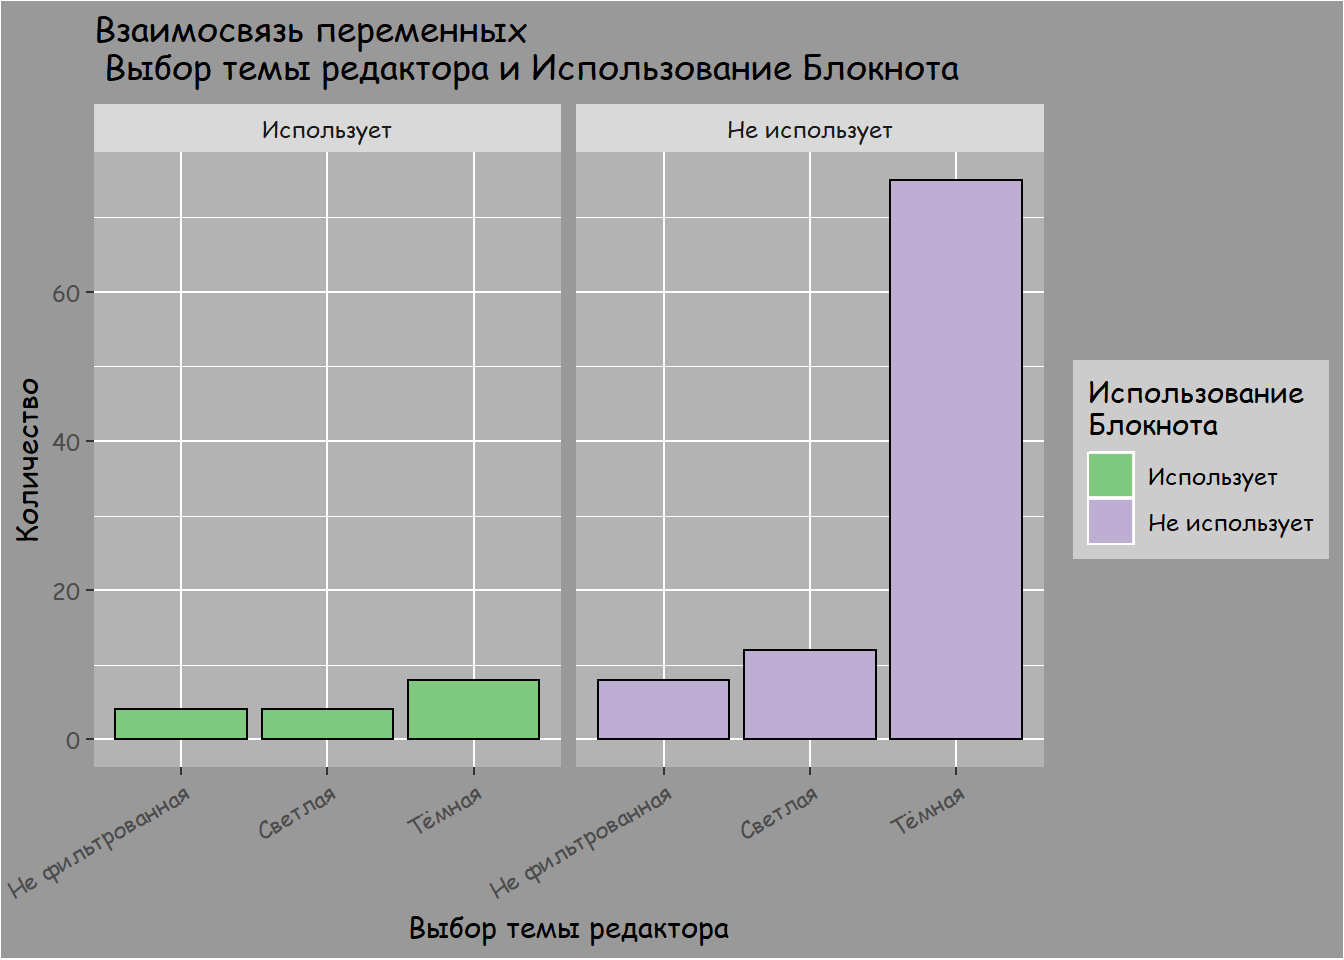 Взаимосвязь переменных
Выбор темы редактора и Использование Блокнота
Использует
Не использует
Количество
60
40
20
0
Не фильтрованная
Светлая
Тёмная
Не фильтрованная
Светлая
Тёмная
Выбор темы редактора
Использование
Блокнота
Использует
Не использует